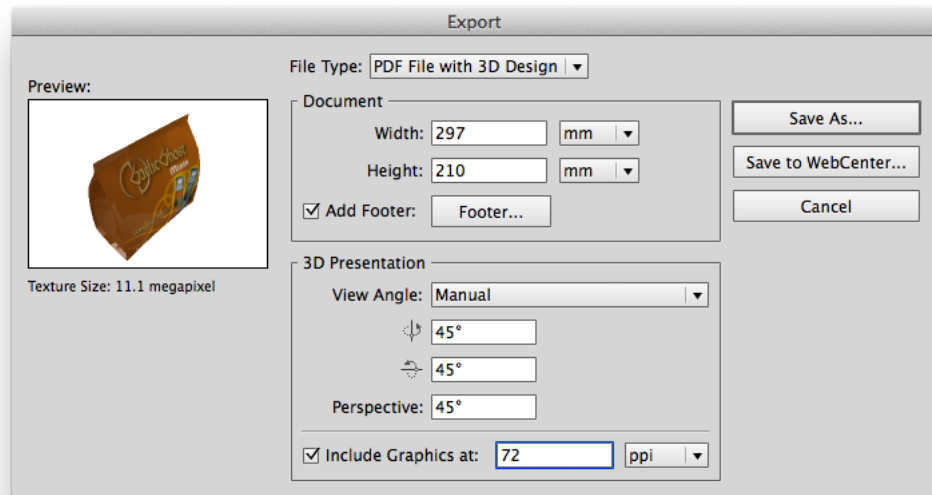 Export
File Type: PDF File with 3D Design
Preview:
Document
Width: 297 mm
Height: 210 mm
Add Footer: Footer...
Save As...
Save to WebCenter...
Cancel
Texture Size: 11.1 megapixel
3D Presentation
View Angle: Manual
45°
45°
Perspective: 45°
Include Graphics at: 72 ppi